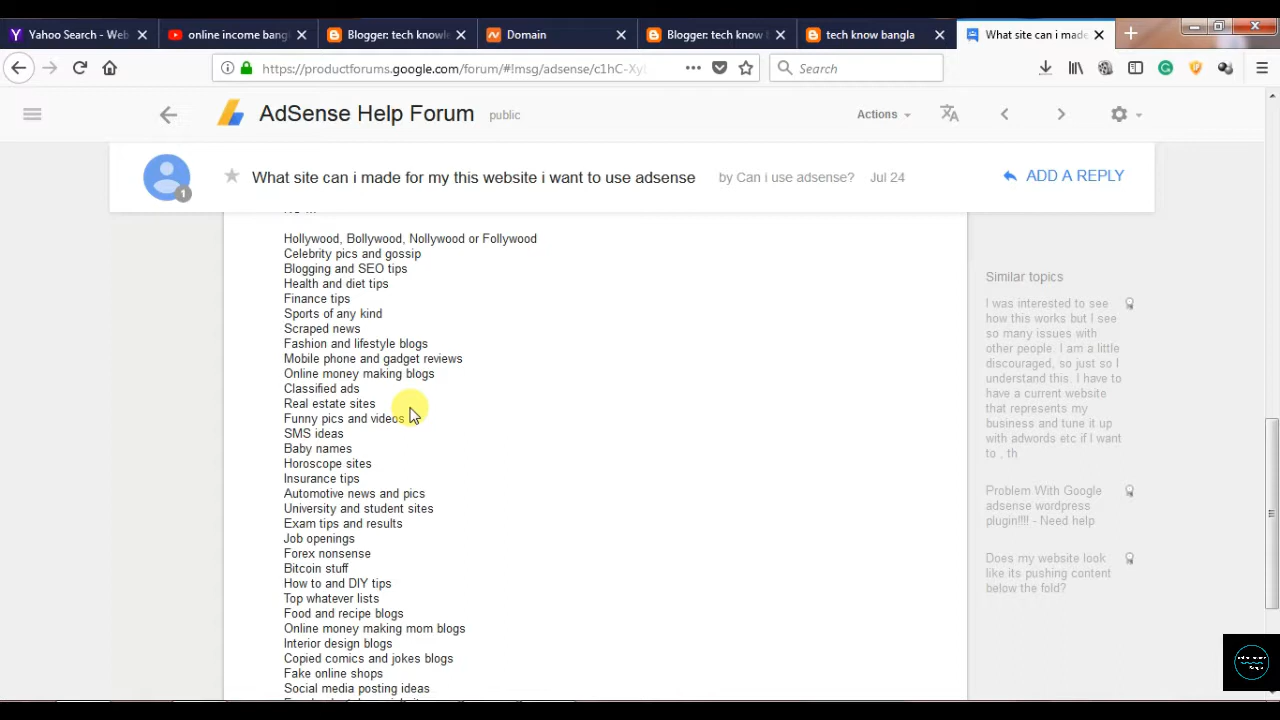 Yahoo Search - Web
online income bang
Blogger: tech knowle
Domain
Blogger: tech know b
tech know bangla
What site can i made
https://productforums.google.com/forum/#!msg/adsense/c1hC-Xy
Search
AdSense Help Forum
public
Actions
What site can i made for my this website i want to use adsense
by Can i use adsense?
Jul 24
ADD A REPLY
1
Hollywood, Bollywood, Nollywood or Follywood
Celebrity pics and gossip
Blogging and SEO tips
Health and diet tips
Finance tips
Sports of any kind
Scraped news
Fashion and lifestyle blogs
Mobile phone and gadget reviews
Online money making blogs
Classified ads
Real estate sites
Funny pics and videos
SMS ideas
Baby names
Horoscope sites
Insurance tips
Automotive news and pics
University and student sites
Exam tips and results
Job openings
Forex nonsense
Bitcoin stuff
How to and DIY tips
Top whatever lists
Food and recipe blogs
Online money making mom blogs
Interior design blogs
Copied comics and jokes blogs
Fake online shops
Social media posting ideas
Similar topics
I was interested to see
how this works but I see
so many issues with
other people. I am a little
discouraged, so just so I
understand this. I have to
have a current website
that represents my
business and tune it up
with adwords etc if I want
to , th
Problem With Google
adsense wordpress
plugin!!!! - Need help
Does my website look
like its pushing content
below the fold?